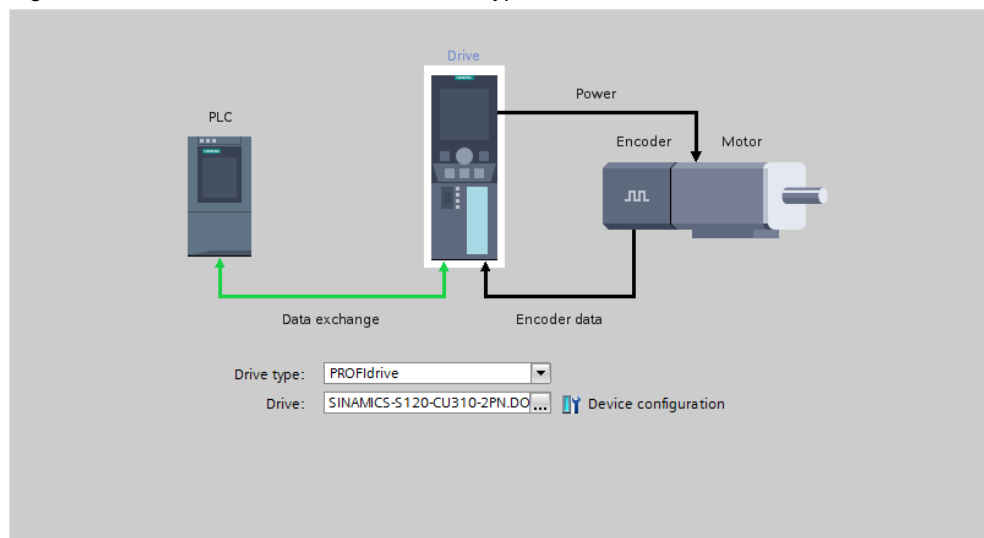 Drive
Power
PLC
Encoder
Motor
Data exchange
Encoder data
Drive type:
PROFIdrive
Drive:
SINAMICS-S120-CU310-2PN.DO
...
Device configuration